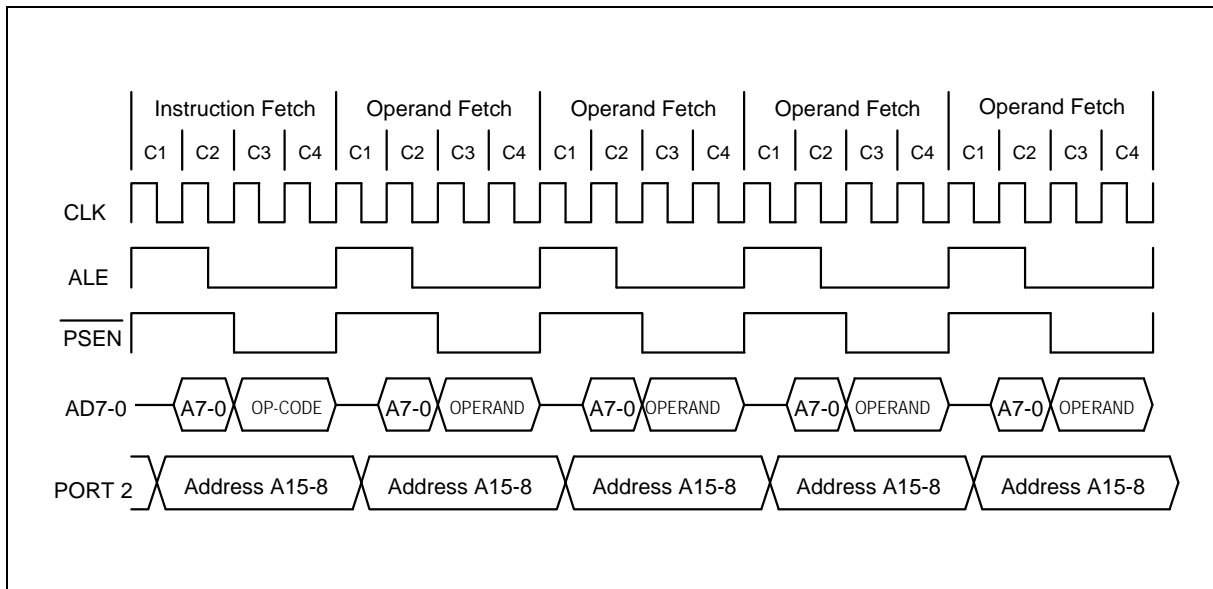 Instruction Fetch Operand Fetch Operand Fetch Operand Fetch Operand Fetch
C1 C2 C3 C4 C1 C2 C3 C4 C1 C2 C3 C4 C1 C2 C3 C4 C1 C2 C3 C4
CLK
ALE
PSEN
AD7-0 A7-0 OP-CODE A7-0 OPERAND A7-0 OPERAND A7-0 OPERAND A7-0 OPERAND
PORT 2 Address A15-8 Address A15-8 Address A15-8 Address A15-8 Address A15-8